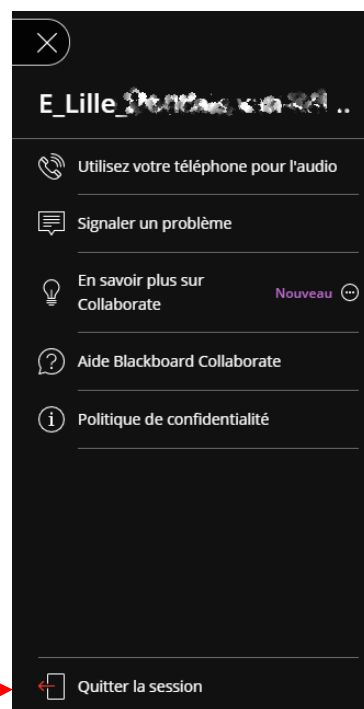 E_Lille_ ..
Utilisez votre téléphone pour l'audio
Signaler un problème
En savoir plus sur
Collaborate
Nouveau
Aide Blackboard Collaborate
Politique de confidentialité
Quitter la session